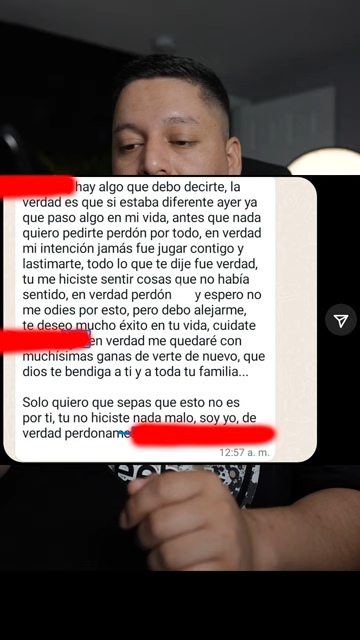 hay algo que debo decirte, la
verdad es que si estaba diferente ayer ya
que paso algo en mi vida, antes que nada
quiero pedirte perdón por todo, en verdad
mi intención jamás fue jugar contigo y
lastimarte, todo lo que te dije fue verdad,
tu me hiciste sentir cosas que no había
sentido, en verdad perdón y espero no
me odies por esto, pero debo alejarme,
te deseo mucho éxito en tu vida, cuidate
en verdad me quedaré con
muchísimas ganas de verte de nuevo, que
dios te bendiga a ti y a toda tu familia...
Solo quiero que sepas que esto no es
por ti, tu no hiciste nada malo, soy yo, de
verdad perdoname
12:57 a. m.